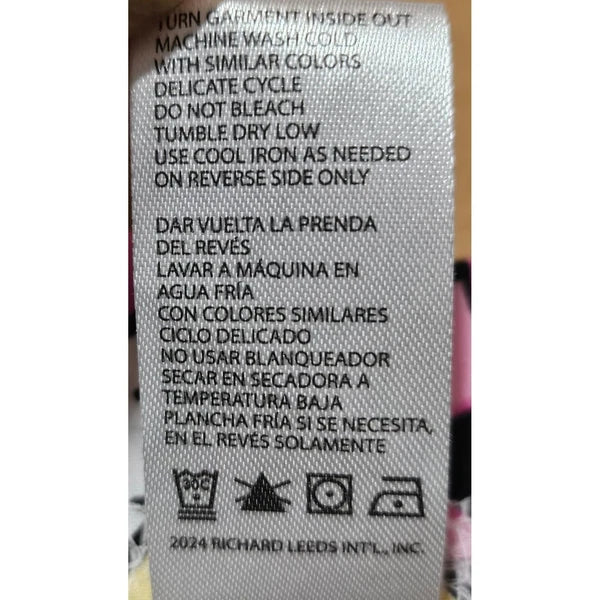 TURN GARMENT INSIDE OUT
MACHINE WASH COLD
WITH SIMILAR COLORS
DELICATE CYCLE
DO NOT BLEACH
TUMBLE DRY LOW
USE COOL IRON AS NEEDED
ON REVERSE SIDE ONLY
DAR VUELTA LA PRENDA
DEL REVÉS
LAVAR A MÁQUINA EN
AGUA FRÍA
CON COLORES SIMILARES
CICLO DELICADO
NO USAR BLANQUEADOR
SECAR EN SECADORA A
TEMPERATURA BAJA
PLANCHA FRÍA SI SE NECESITA,
EN EL REVÉS SOLAMENTE
30C
2024 RICHARD LEEDS INT'L., INC.